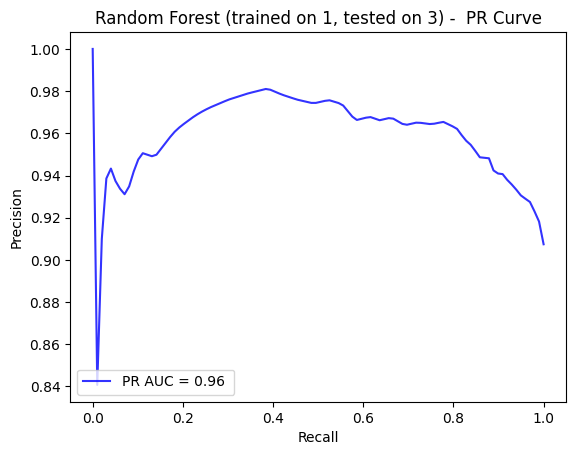 Random Forest (trained on 1, tested on 3) -  PR Curve
Precision
1.00
0.98
0.96
0.94
0.92
0.90
0.88
0.86
0.84
PR AUC = 0.96
0.0 0.2 0.4 0.6 0.8 1.0
Recall